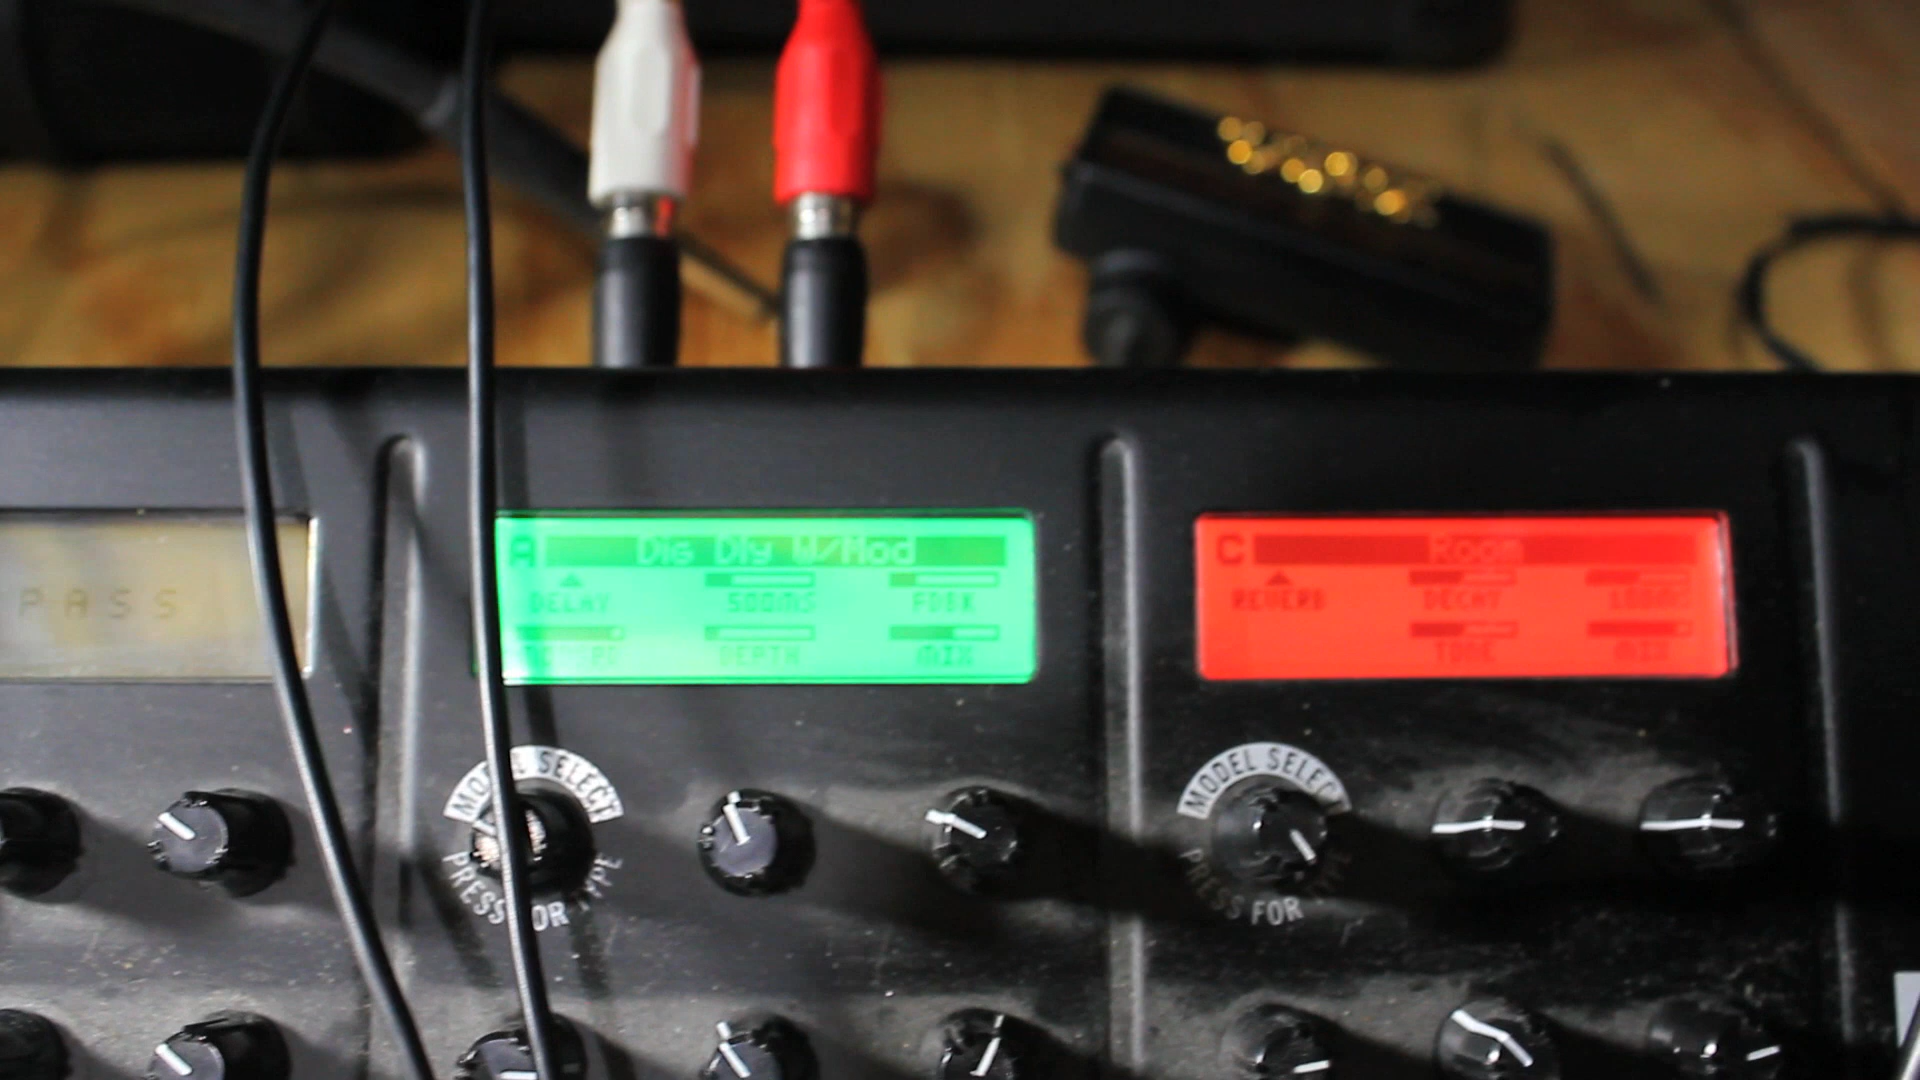 PASS
A Dig Dly W/Mod
DELAY 500MS FDBK
DEPTH MIX
C Room
REVERB DECAY
TONE MIX
MODEL SELECT
PRESS FOR TYPE
MODEL SELECT
PRESS FOR TYPE